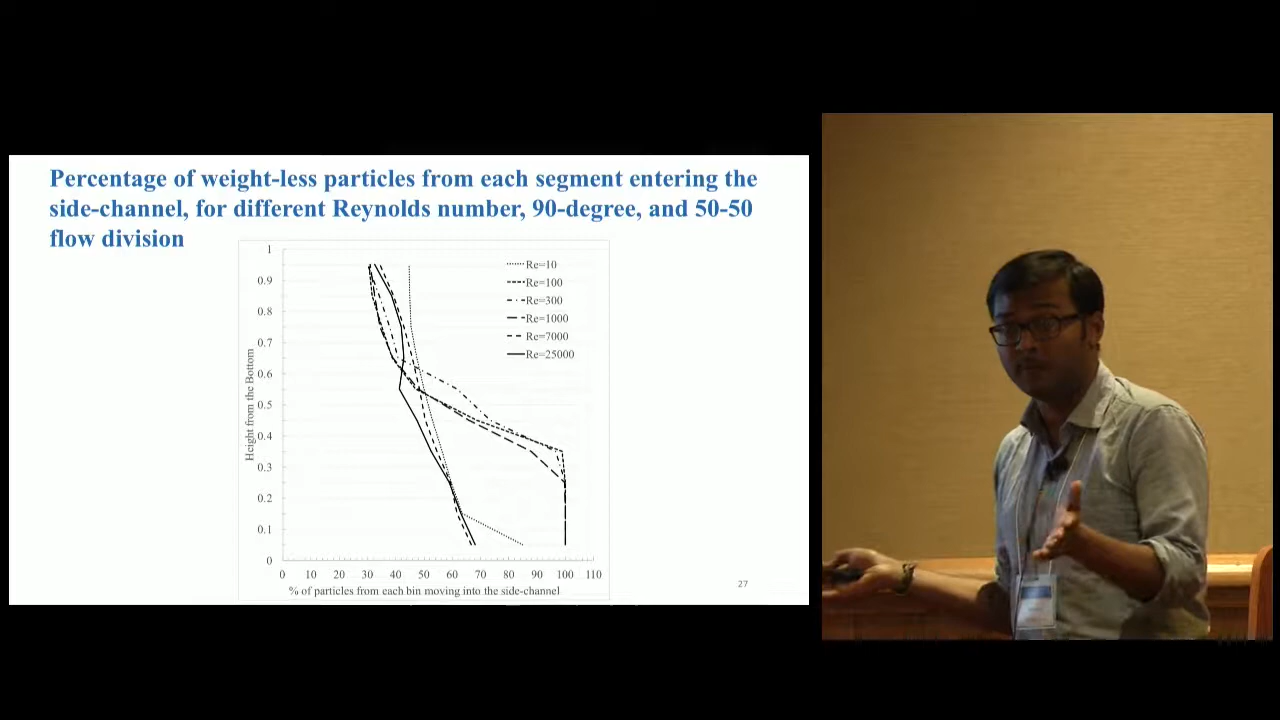 Percentage of weight-less particles from each segment entering the
side-channel, for different Reynolds number, 90-degree, and 50-50
flow division
1
0.9
0.8
0.7
0.6
0.5
0.4
0.3
0.2
0.1
0
Height from the Bottom
Re=10
Re=100
Re=300
Re=1000
Re=7000
Re=25000
0 10 20 30 40 50 60 70 80 90 100 110
% of particles from each bin moving into the side-channel
27